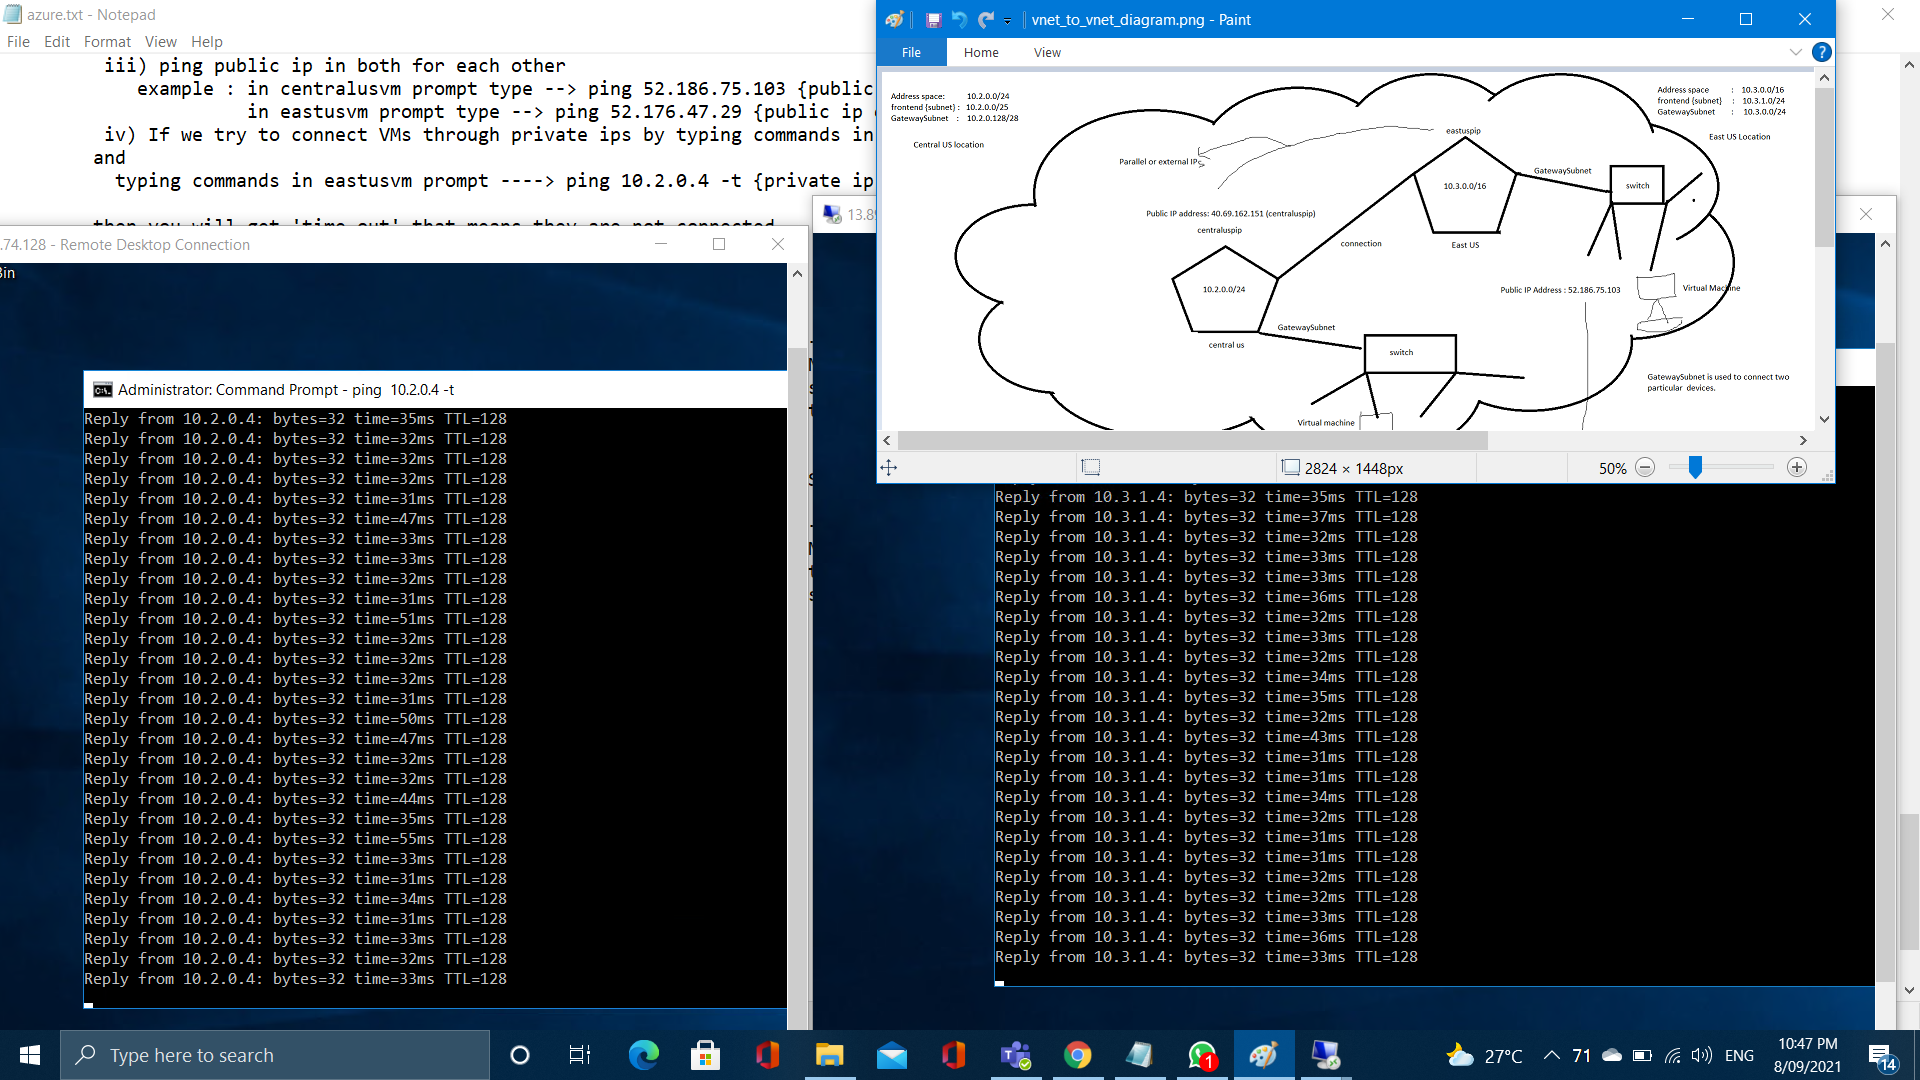 azure.txt - Notepad
File Edit Format View Help
iii) ping public ip in both for each other
example : in centralusvm prompt type --> ping 52.186.75.103 {public
in eastusvm prompt type --> ping 52.176.47.29 {public ip
iv) If we try to connect VMs through private ips by typing commands in
and
typing commands in eastusvm prompt ----> ping 10.2.0.4 -t {private ip
.74.128 - Remote Desktop Connection
Bin
Administrator: Command Prompt - ping 10.2.0.4 -t
Reply from 10.2.0.4: bytes=32 time=35ms TTL=128
Reply from 10.2.0.4: bytes=32 time=32ms TTL=128
Reply from 10.2.0.4: bytes=32 time=32ms TTL=128
Reply from 10.2.0.4: bytes=32 time=32ms TTL=128
Reply from 10.2.0.4: bytes=32 time=31ms TTL=128
Reply from 10.2.0.4: bytes=32 time=47ms TTL=128
Reply from 10.2.0.4: bytes=32 time=33ms TTL=128
Reply from 10.2.0.4: bytes=32 time=33ms TTL=128
Reply from 10.2.0.4: bytes=32 time=32ms TTL=128
Reply from 10.2.0.4: bytes=32 time=31ms TTL=128
Reply from 10.2.0.4: bytes=32 time=51ms TTL=128
Reply from 10.2.0.4: bytes=32 time=32ms TTL=128
Reply from 10.2.0.4: bytes=32 time=32ms TTL=128
Reply from 10.2.0.4: bytes=32 time=32ms TTL=128
Reply from 10.2.0.4: bytes=32 time=31ms TTL=128
Reply from 10.2.0.4: bytes=32 time=50ms TTL=128
Reply from 10.2.0.4: bytes=32 time=47ms TTL=128
Reply from 10.2.0.4: bytes=32 time=32ms TTL=128
Reply from 10.2.0.4: bytes=32 time=32ms TTL=128
Reply from 10.2.0.4: bytes=32 time=44ms TTL=128
Reply from 10.2.0.4: bytes=32 time=35ms TTL=128
Reply from 10.2.0.4: bytes=32 time=55ms TTL=128
Reply from 10.2.0.4: bytes=32 time=33ms TTL=128
Reply from 10.2.0.4: bytes=32 time=31ms TTL=128
Reply from 10.2.0.4: bytes=32 time=34ms TTL=128
Reply from 10.2.0.4: bytes=32 time=31ms TTL=128
Reply from 10.2.0.4: bytes=32 time=33ms TTL=128
Reply from 10.2.0.4: bytes=32 time=32ms TTL=128
Reply from 10.2.0.4: bytes=32 time=33ms TTL=128
vnet_to_vnet_diagram.png - Paint
File Home View
Address space: 10.2.0.0/24
frontend {subnet} : 10.2.0.0/25
GatewaySubnet : 10.2.0.128/28
Central US location
Address space : 10.3.0.0/16
frontend {subnet} : 10.3.1.0/24
GatewaySubnet : 10.3.0.0/24
East US Location
eastuspip
Parallel or external IPs
GatewaySubnet
10.3.0.0/16
switch
Public IP address: 40.69.162.151 (centraluspip)
centraluspip
connection
East US
10.2.0.0/24
Public IP Address : 52.186.75.103
Virtual Machine
GatewaySubnet
central us
switch
GatewaySubnet is used to connect two
particular devices.
Virtual machine
2824 × 1448px
50%
13.89
Reply from 10.3.1.4: bytes=32 time=35ms TTL=128
Reply from 10.3.1.4: bytes=32 time=37ms TTL=128
Reply from 10.3.1.4: bytes=32 time=32ms TTL=128
Reply from 10.3.1.4: bytes=32 time=33ms TTL=128
Reply from 10.3.1.4: bytes=32 time=33ms TTL=128
Reply from 10.3.1.4: bytes=32 time=36ms TTL=128
Reply from 10.3.1.4: bytes=32 time=32ms TTL=128
Reply from 10.3.1.4: bytes=32 time=33ms TTL=128
Reply from 10.3.1.4: bytes=32 time=32ms TTL=128
Reply from 10.3.1.4: bytes=32 time=34ms TTL=128
Reply from 10.3.1.4: bytes=32 time=35ms TTL=128
Reply from 10.3.1.4: bytes=32 time=32ms TTL=128
Reply from 10.3.1.4: bytes=32 time=43ms TTL=128
Reply from 10.3.1.4: bytes=32 time=31ms TTL=128
Reply from 10.3.1.4: bytes=32 time=31ms TTL=128
Reply from 10.3.1.4: bytes=32 time=34ms TTL=128
Reply from 10.3.1.4: bytes=32 time=32ms TTL=128
Reply from 10.3.1.4: bytes=32 time=31ms TTL=128
Reply from 10.3.1.4: bytes=32 time=31ms TTL=128
Reply from 10.3.1.4: bytes=32 time=32ms TTL=128
Reply from 10.3.1.4: bytes=32 time=32ms TTL=128
Reply from 10.3.1.4: bytes=32 time=33ms TTL=128
Reply from 10.3.1.4: bytes=32 time=36ms TTL=128
Reply from 10.3.1.4: bytes=32 time=33ms TTL=128
Type here to search
1
27°C
71
ENG
10:47 PM
8/09/2021
14